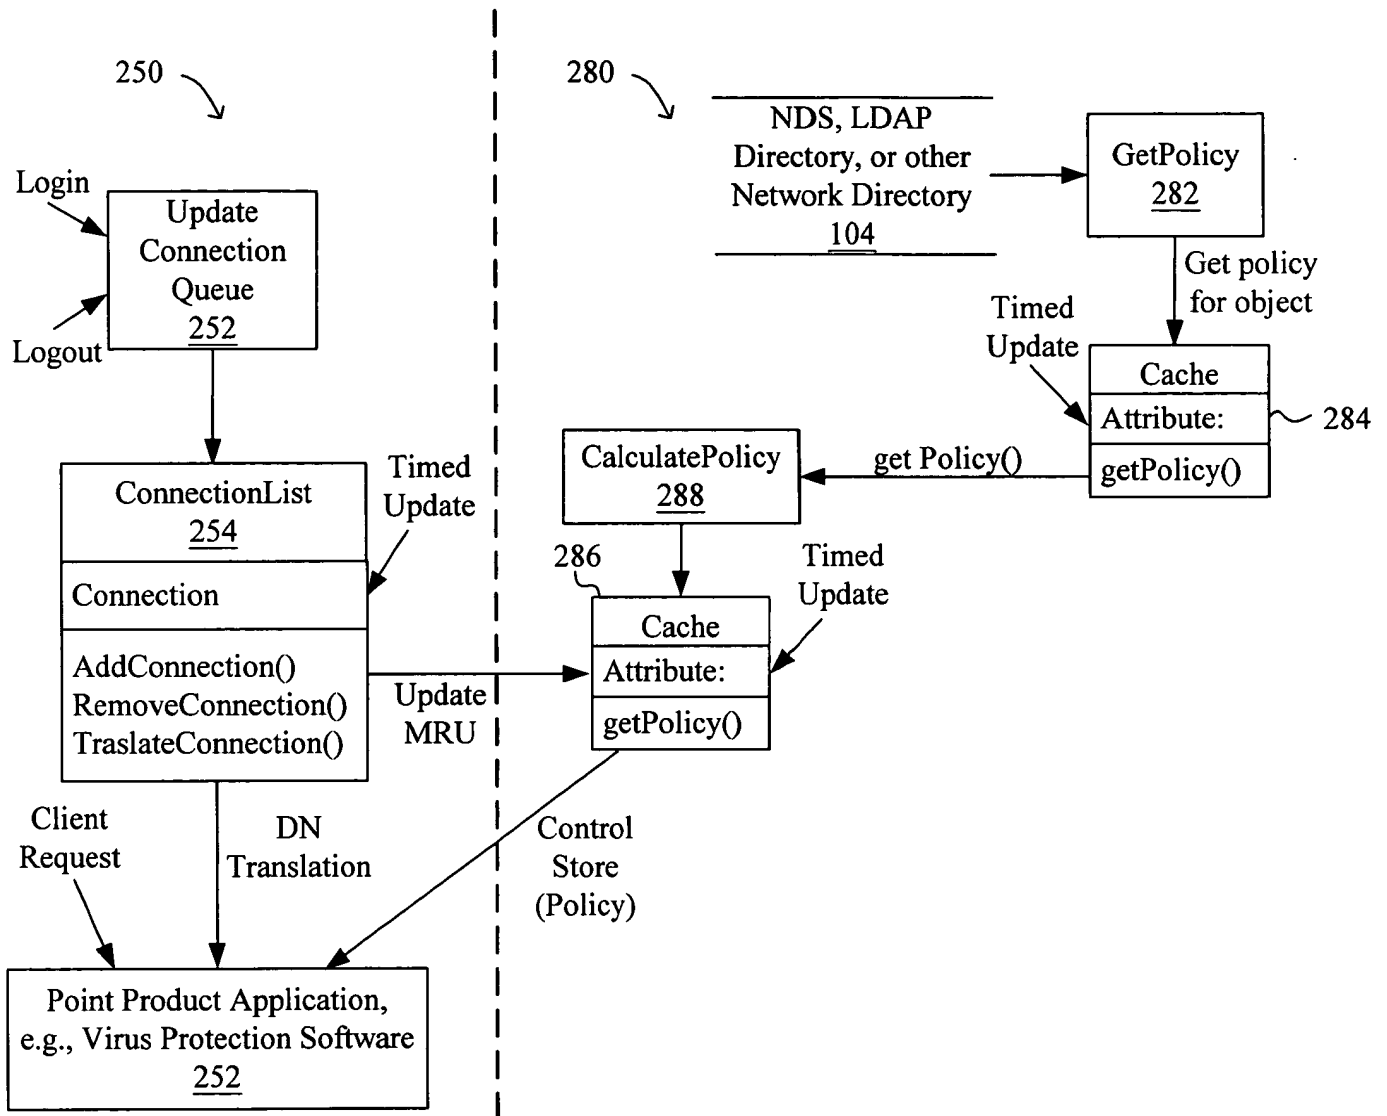 250
Login
Update
Connection
Queue
252
Logout
ConnectionList
254
Connection
AddConnection()
RemoveConnection()
TraslateConnection()
Timed
Update
Update
MRU
Client
Request
DN
Translation
Point Product Application,
e.g., Virus Protection Software
252
280
NDS, LDAP
Directory, or other
Network Directory
104
GetPolicy
282
Get policy
for object
Timed
Update
Cache
Attribute:
getPolicy()
284
get Policy()
CalculatePolicy
288
286
Timed
Update
Cache
Attribute:
getPolicy()
Control
Store
(Policy)